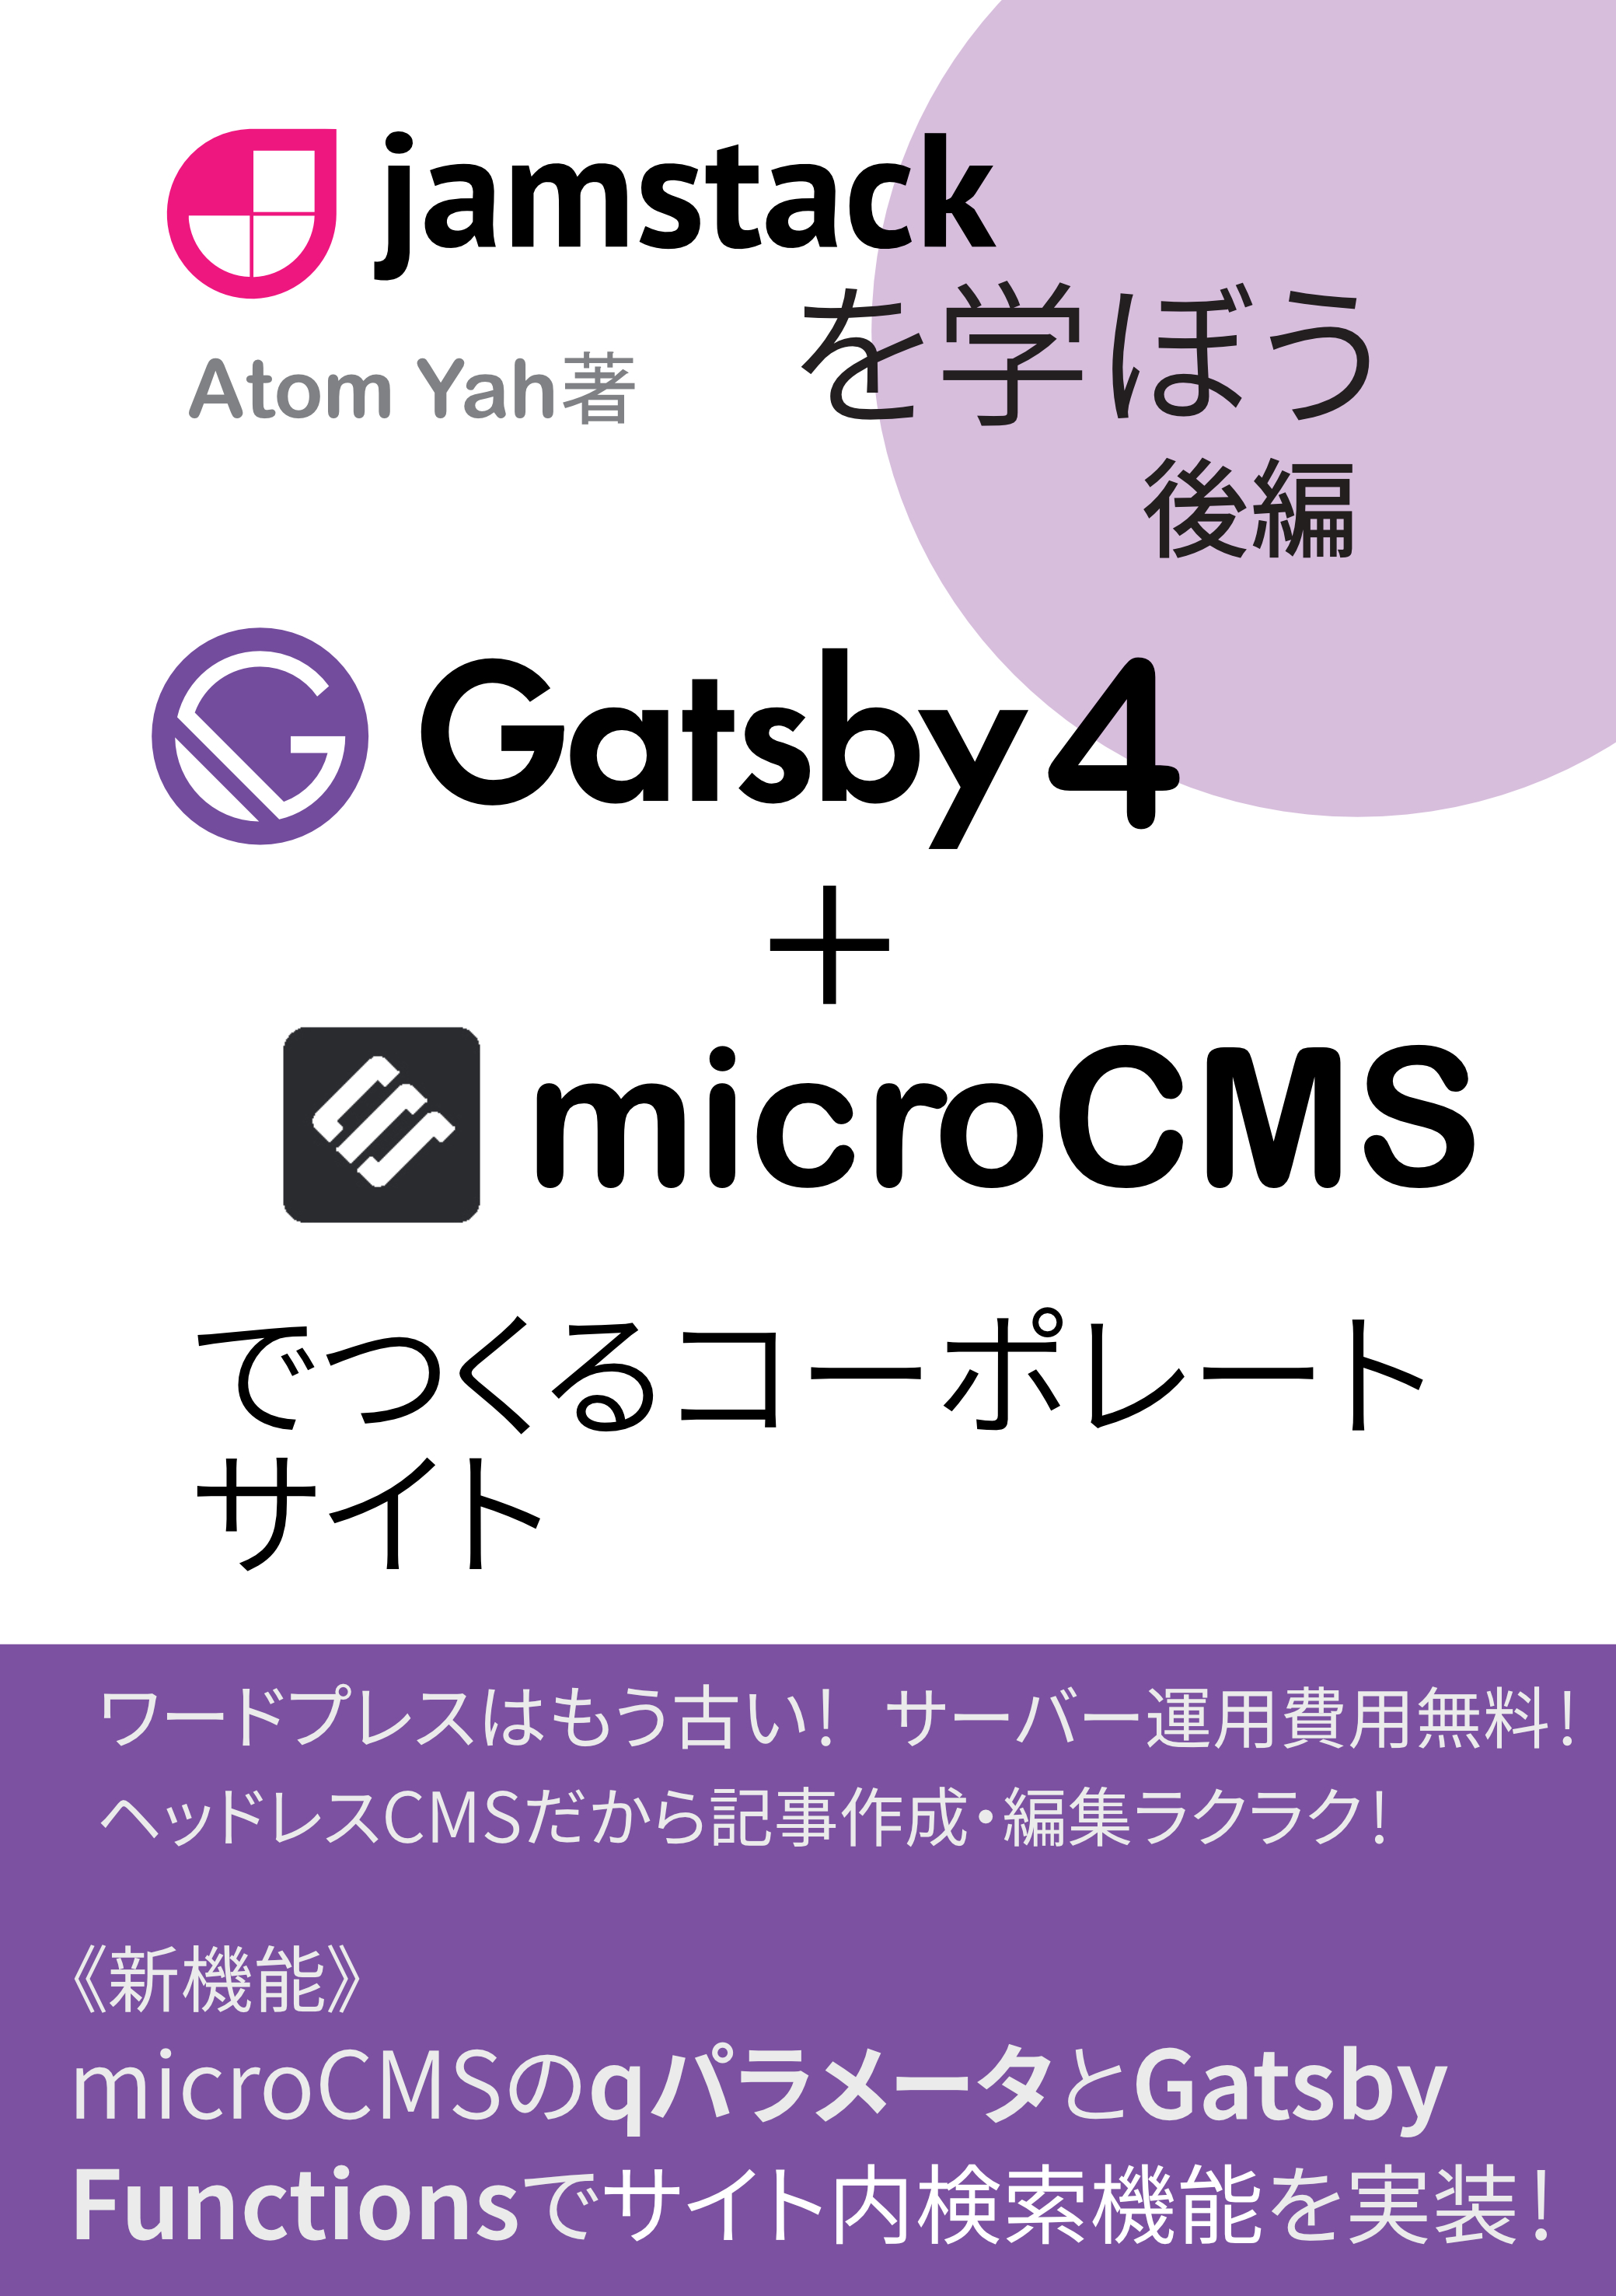 jamstack
を学ぼう
Atom Yah著
後編
Gatsby 4
＋
microCMS
でつくるコーポレート
サイト
ワードプレスはもう古い！ サーバー運用費用無料！
ヘッドレスCMSだから記事作成・編集ラクラク！
《新機能》
microCMSのqパラメータとGatsby
Functionsでサイト内検索機能を実装！